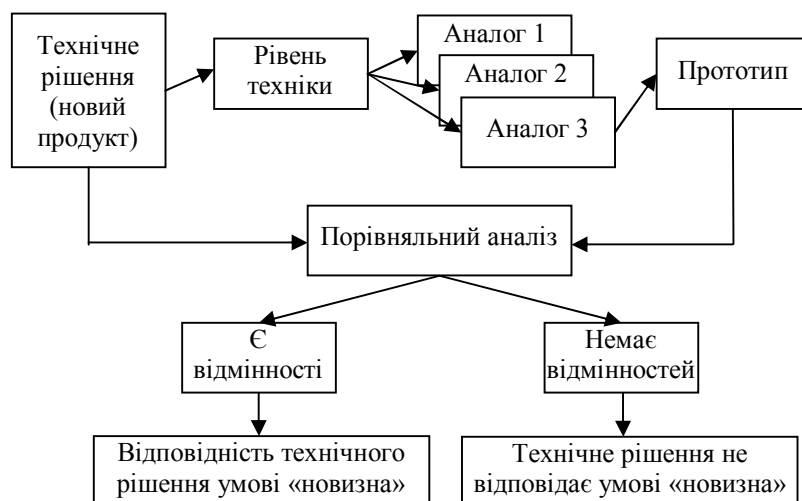 Технічне
рішення
(новий
продукт)
Рівень
техніки
Аналог 1
Аналог 2
Аналог 3
Прототип
Порівняльний аналіз
Є
відмінності
Немає
відмінностей
Відповідність технічного
рішення умові «новизна»
Технічне рішення не
відповідає умові «новизна»